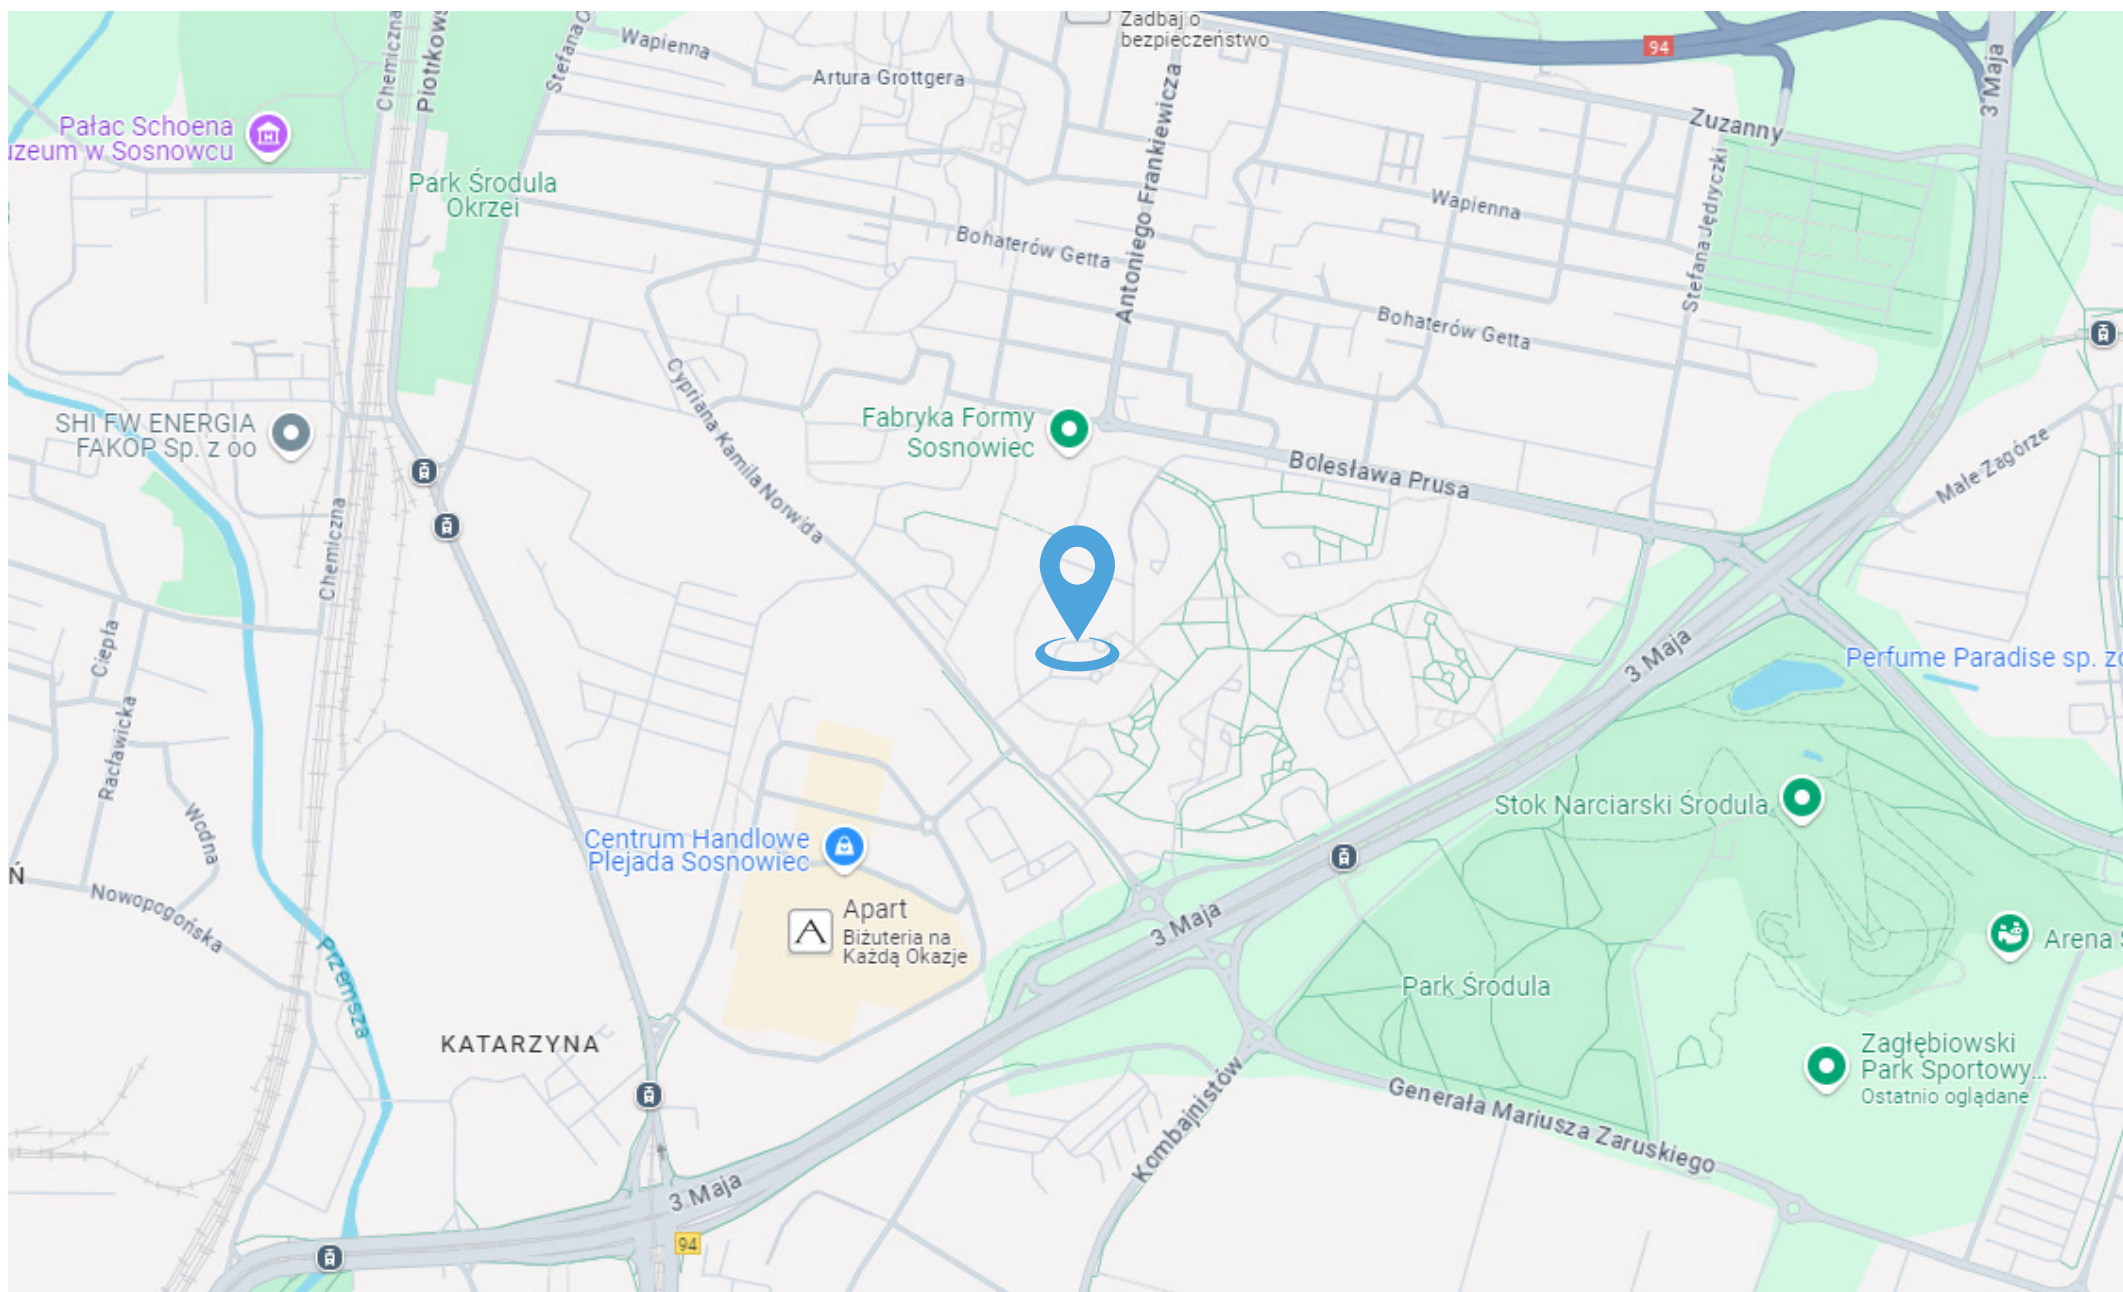 Zadbaj o
bezpieczeństwo
Wapienna
Artura Grottgera
94
3 Maja
Chemiczna
Antoniego Frankiewicza
Zuzanny
Pałac Schoena
uzeum w Sosnowcu
Park Środula
Okrzei
Wapienna
Stefana Jędryczki
Bohaterów Getta
Bohaterów Getta
Cypriana Kamila Norwida
SHI FW ENERGIA
FAKOP Sp. z oo
Fabryka Formy
Sosnowiec
Bolesława Prusa
Małe Zagórze
Chemiczna
Ciepła
3 Maja
Perfume Paradise sp. zo
Racławicka
Stok Narciarski Środula
Wodna
Centrum Handlowe
Plejada Sosnowiec
Ń
Nowopogońska
Apart
Biżuteria na
Każdą Okazje
3 Maja
Arena
Przemsza
Park Środula
KATARZYNA
Zagłębiowski
Park Sportowy...
Ostatnio oglądane
Kombajnistów
Generała Mariusza Zaruskiego
3 Maja
94